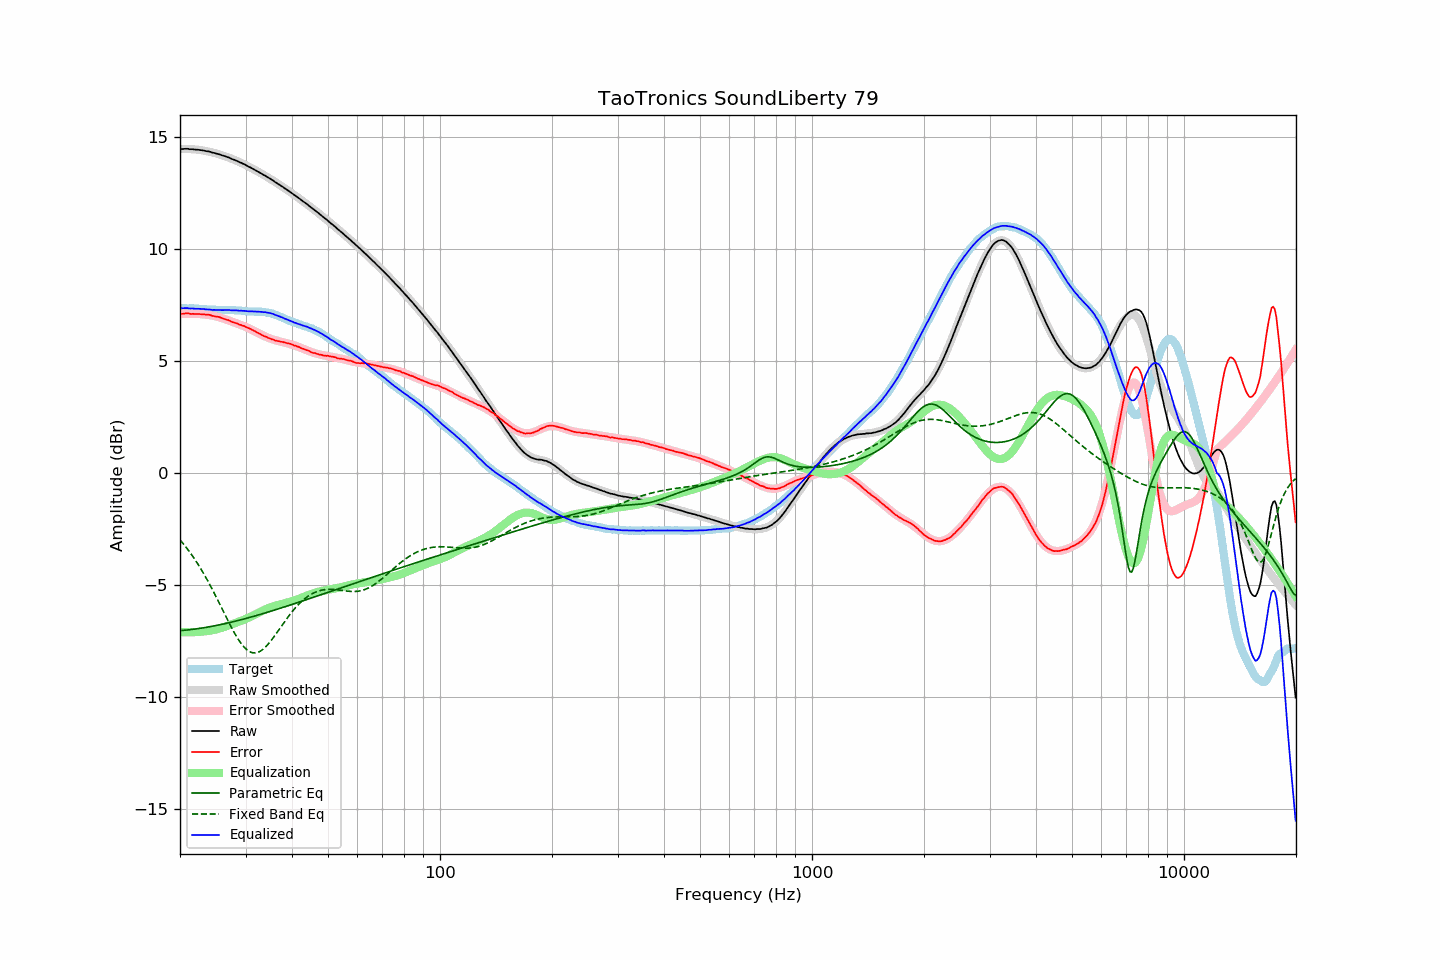 TaoTronics SoundLiberty 79
Amplitude (dBr)
15
10
5
0
−5
−10
−15
Target
Raw Smoothed
Error Smoothed
Raw
Error
Equalization
Parametric Eq
Fixed Band Eq
Equalized
100
1000
10000
Frequency (Hz)